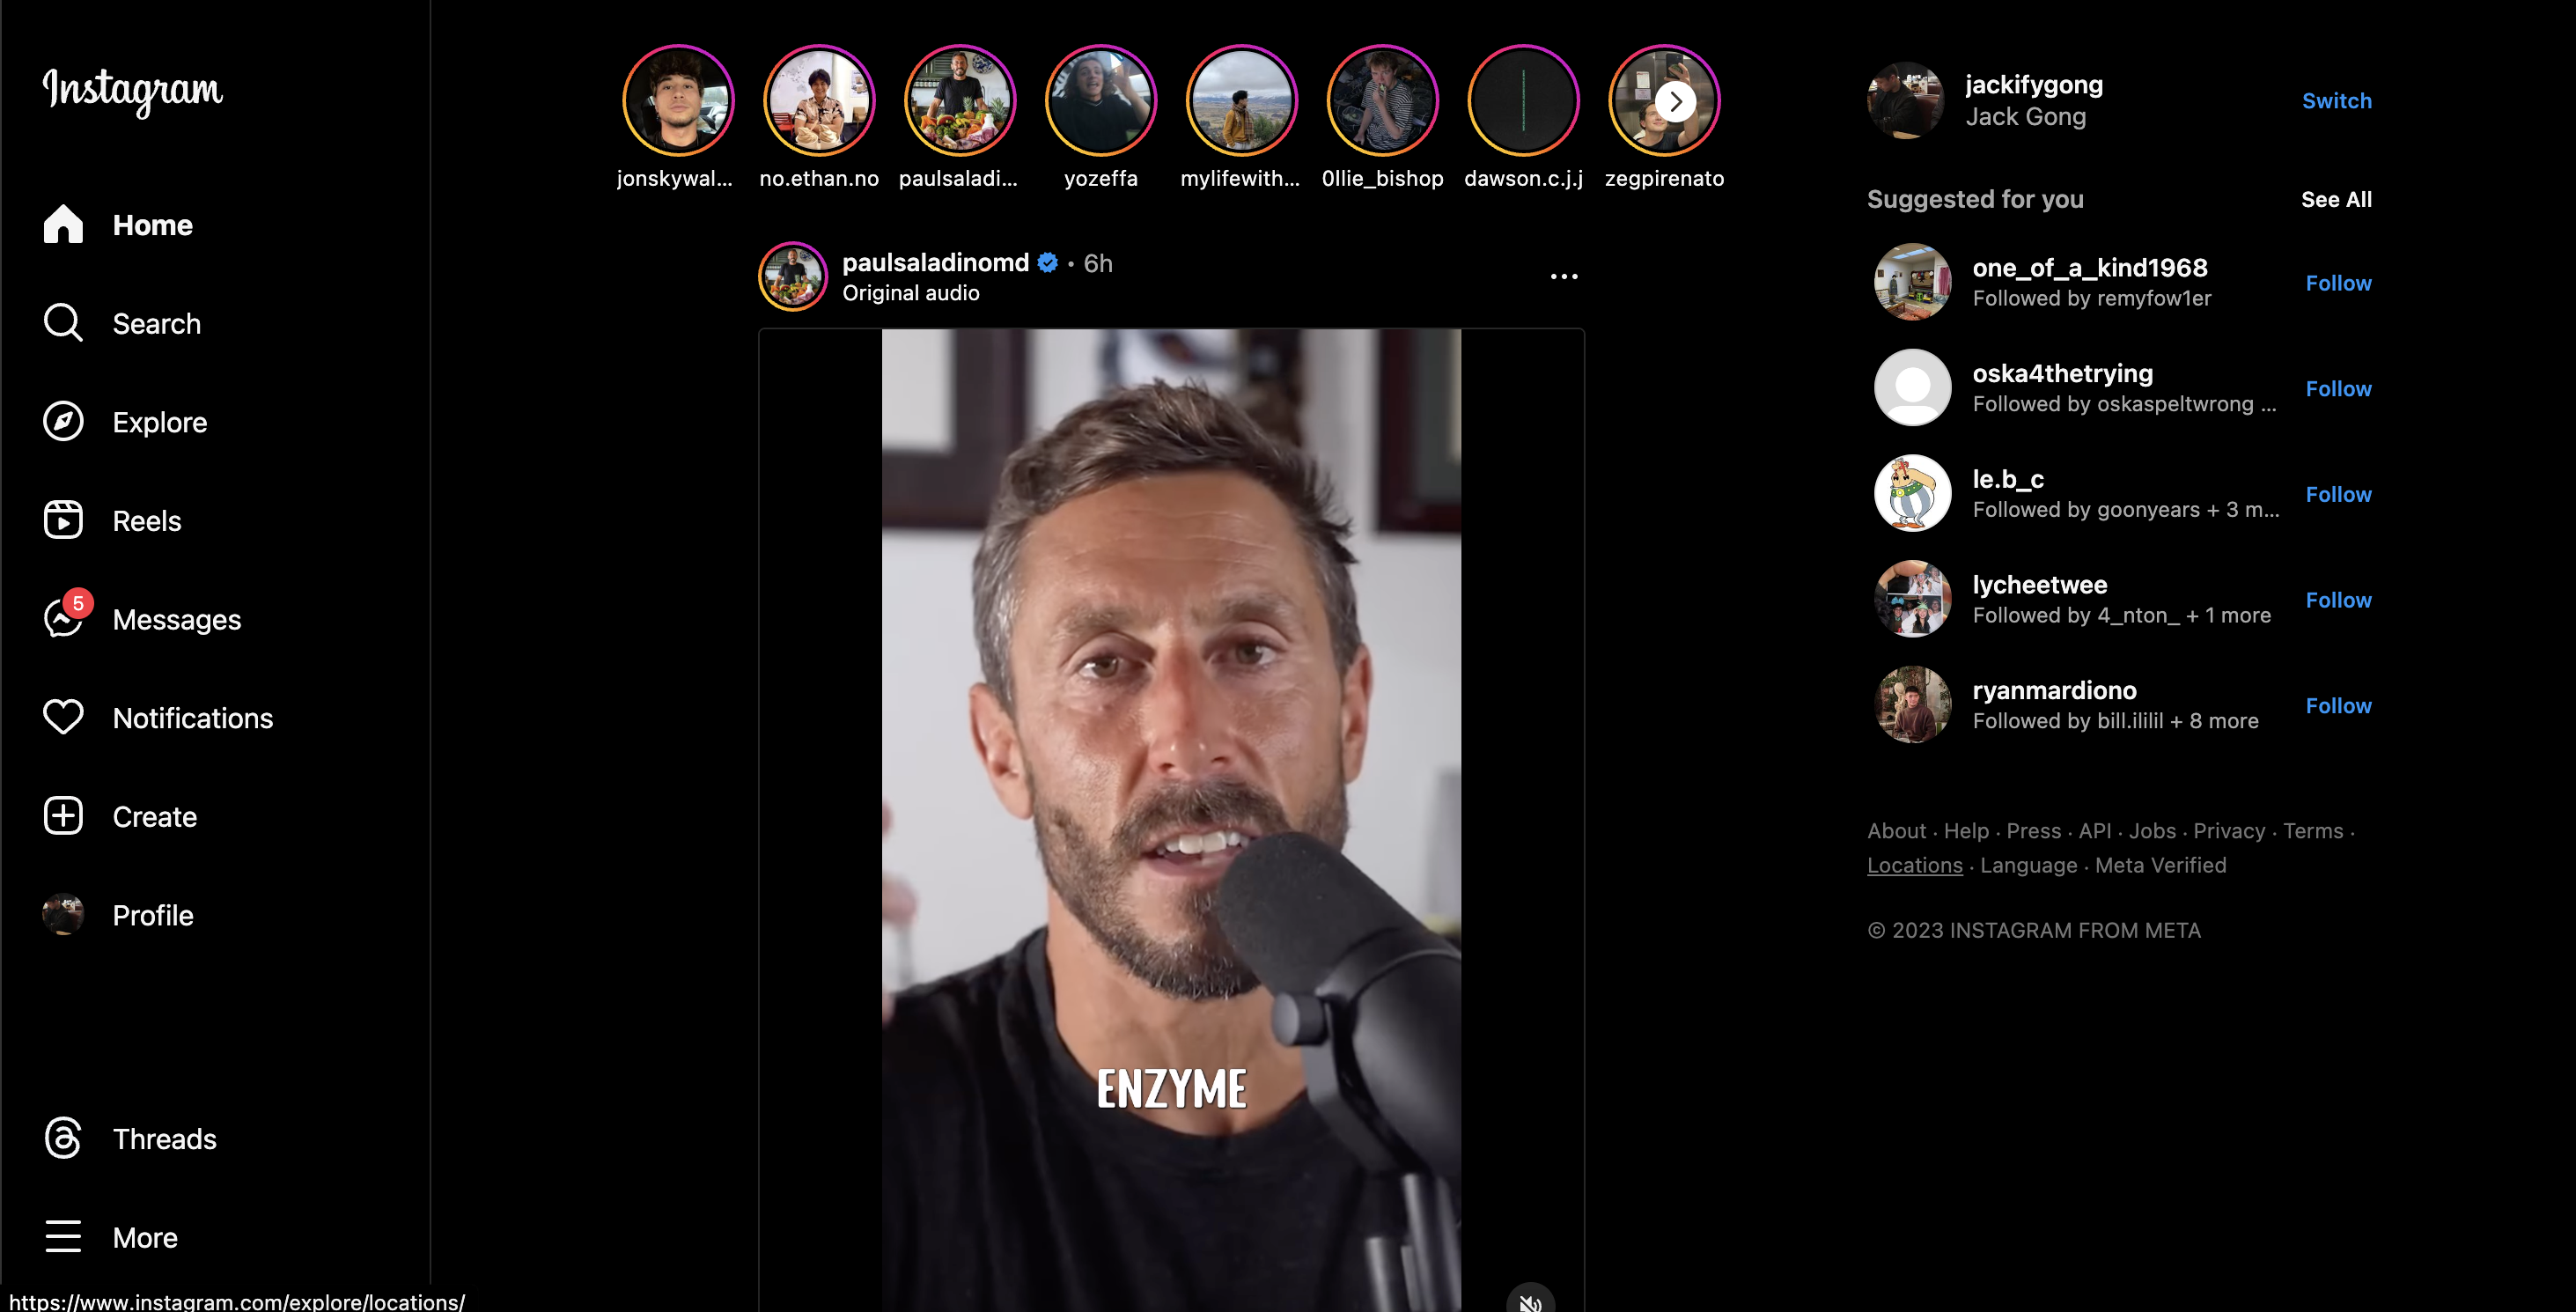 Instagram
Home
Search
Explore
Reels
5
Messages
Notifications
Create
Profile
Threads
More
https://www.instagram.com/explore/locations/
jonskywal... no.ethan.no paulsaladi... yozeffa mylifewith... 0llie_bishop dawson.c.j.j zegpirenato
paulsaladinomd • 6h
Original audio
ENZYME
jackifygong
Jack Gong
Switch
Suggested for you See All
one_of_a_kind1968
Followed by remyfow1er
Follow
oska4thetrying
Followed by oskaspeltwrong ...
Follow
le.b_c
Followed by goonyears + 3 m...
Follow
lycheetwee
Followed by 4_nton_ + 1 more
Follow
ryanmardiono
Followed by bill.ililil + 8 more
Follow
About · Help · Press · API · Jobs · Privacy · Terms ·
Locations · Language · Meta Verified
© 2023 INSTAGRAM FROM META